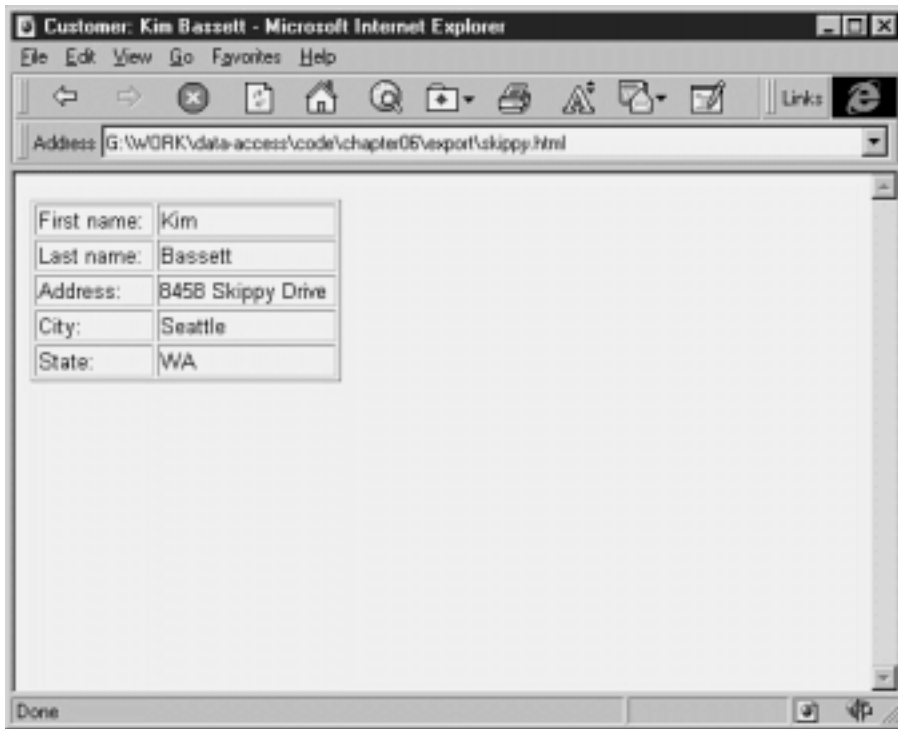 Customer: Kim Bassett - Microsoft Internet Explorer
File Edit View Go Favorites Help
Links
Address G:\WORK\data-access\code\chapter06\export\skippy.html
First name: Kim
Last name: Bassett
Address: 8458 Skippy Drive
City: Seattle
State: WA
Done